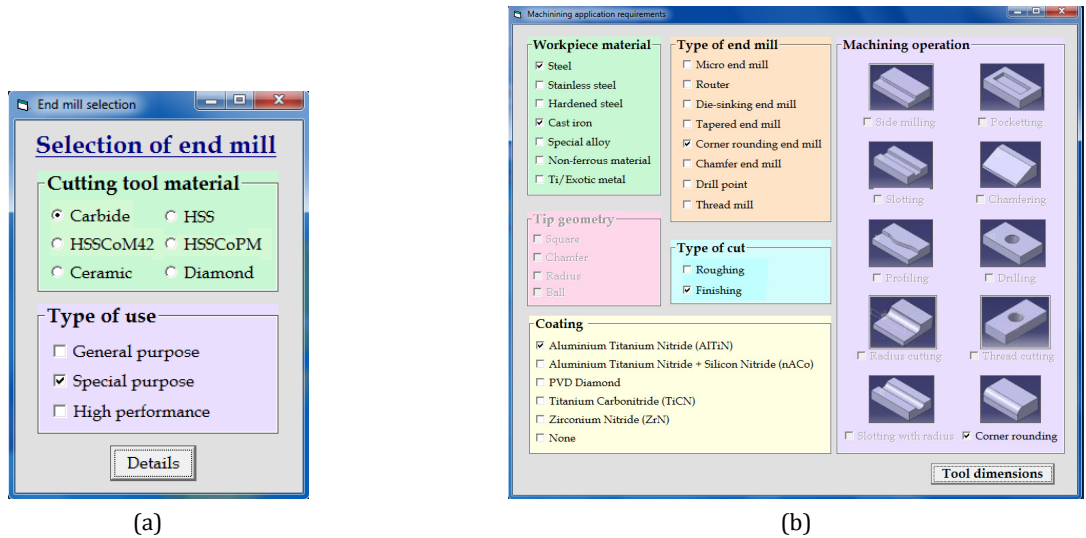 End mill selection
Selection of end mill
Cutting tool material
Carbide HSS
HSSCoM42 HSSCoPM
Ceramic Diamond
Type of use
General purpose
Special purpose
High performance
Details
(a)
Machinining application requirements
Workpiece material
Steel
Stainless steel
Hardened steel
Cast iron
Special alloy
Non-ferrous material
Ti/Exotic metal
Tip geometry
Square
Chamfer
Radius
Ball
Type of end mill
Micro end mill
Router
Die-sinking end mill
Tapered end mill
Corner rounding end mill
Chamfer end mill
Drill point
Thread mill
Type of cut
Roughing
Finishing
Coating
Aluminium Titanium Nitride (AlTiN)
Aluminium Titanium Nitride + Silicon Nitride (nACo)
PVD Diamond
Titanium Carbonitride (TiCN)
Zirconium Nitride (ZrN)
None
Machining operation
Side milling Pocketting
Slotting Chamfering
Profiling Drilling
Radius cutting Thread cutting
Slotting with radius Corner rounding
Tool dimensions
(b)